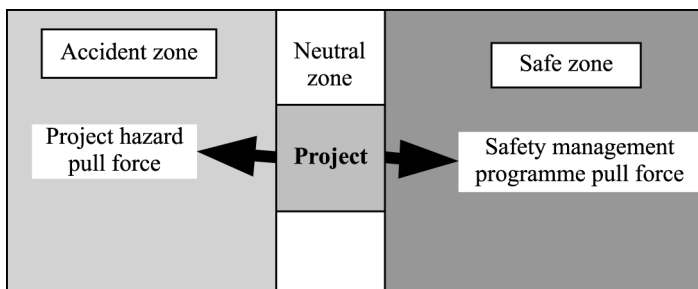 Accident zone
Neutral
zone
Safe zone
Project hazard
pull force
Project
Safety management
programme pull force